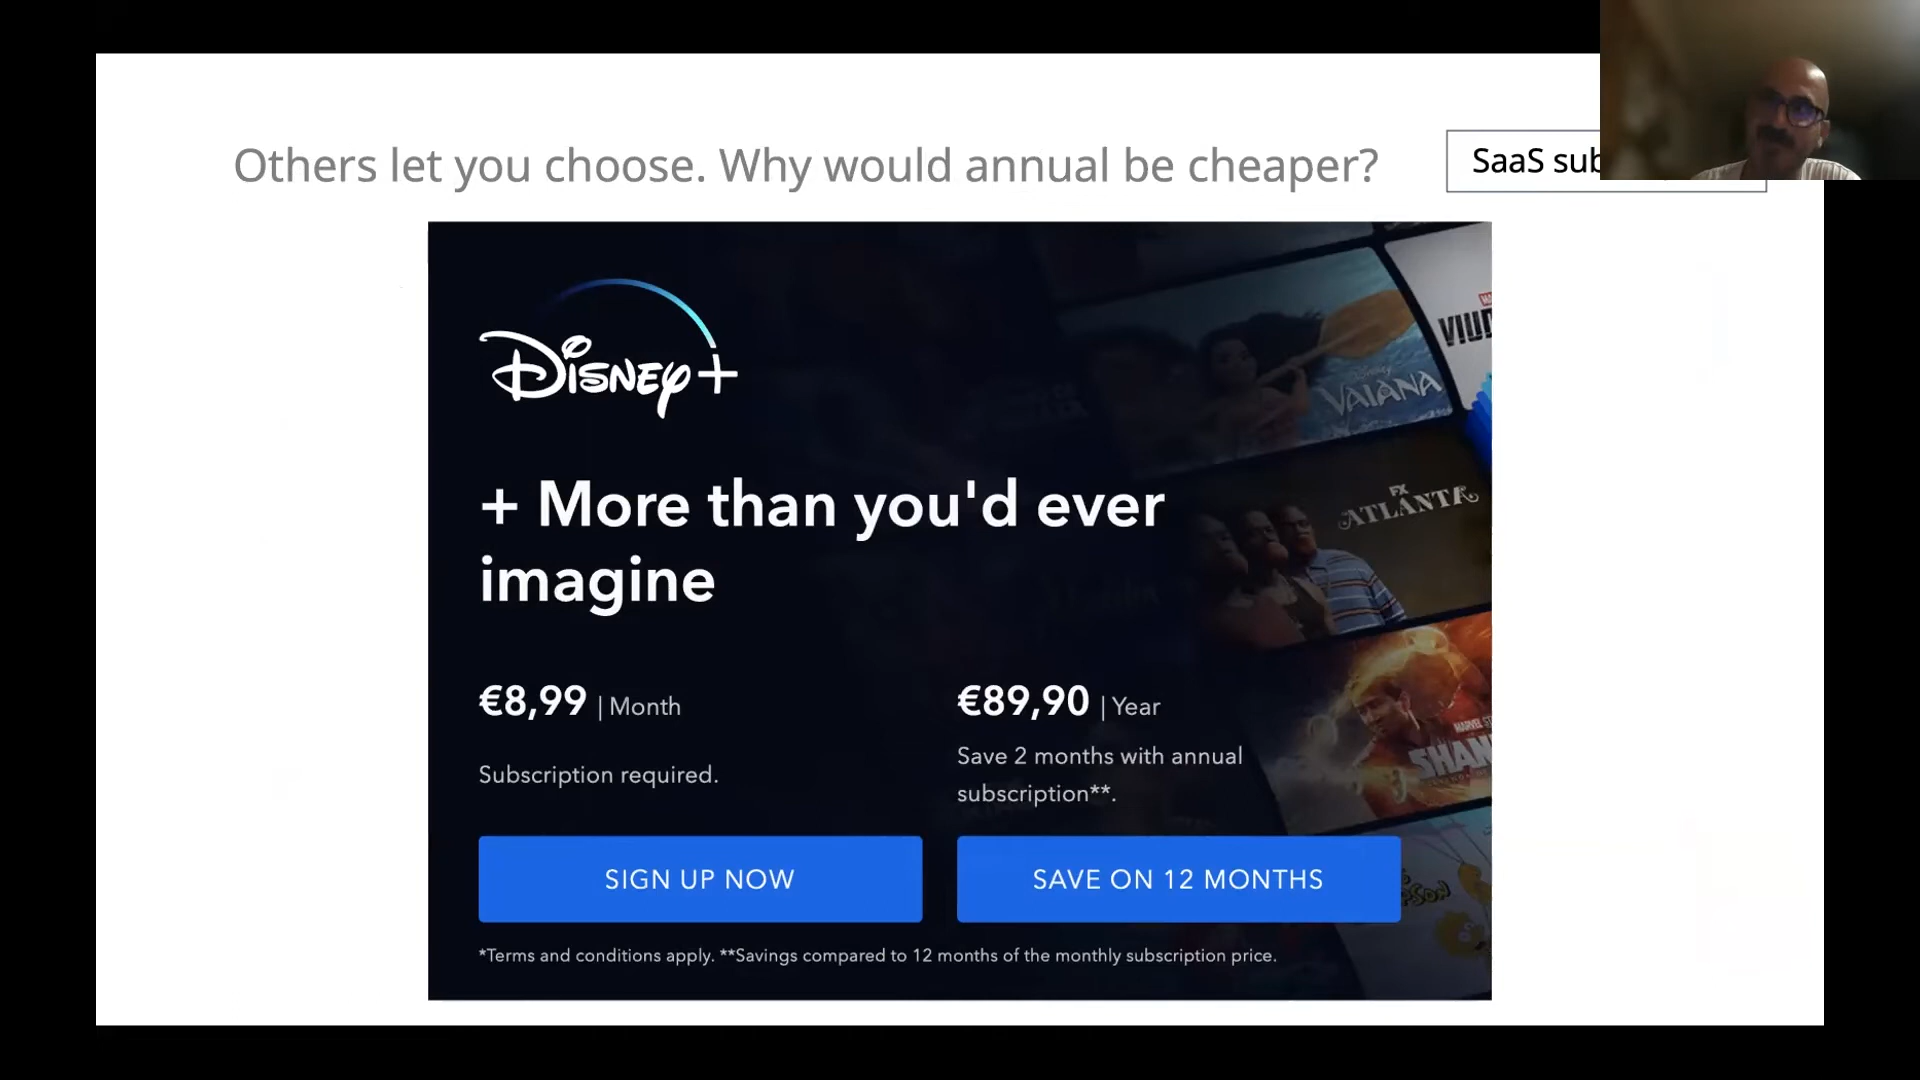 Others let you choose. Why would annual be cheaper?
SaaS sub
Disney+
+ More than you'd ever
imagine
€8,99 | Month
€89,90 | Year
Subscription required.
Save 2 months with annual
subscription**.
SIGN UP NOW
SAVE ON 12 MONTHS
*Terms and conditions apply. **Savings compared to 12 months of the monthly subscription price.
Disney
VAIANA
FX
ATLANTA